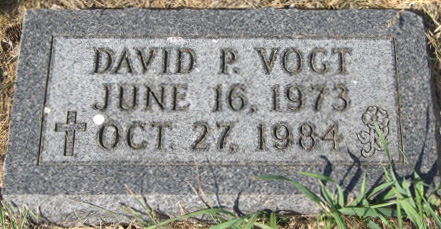 DAVID P. VOGT
JUNE 16, 1973
OCT. 27, 1984